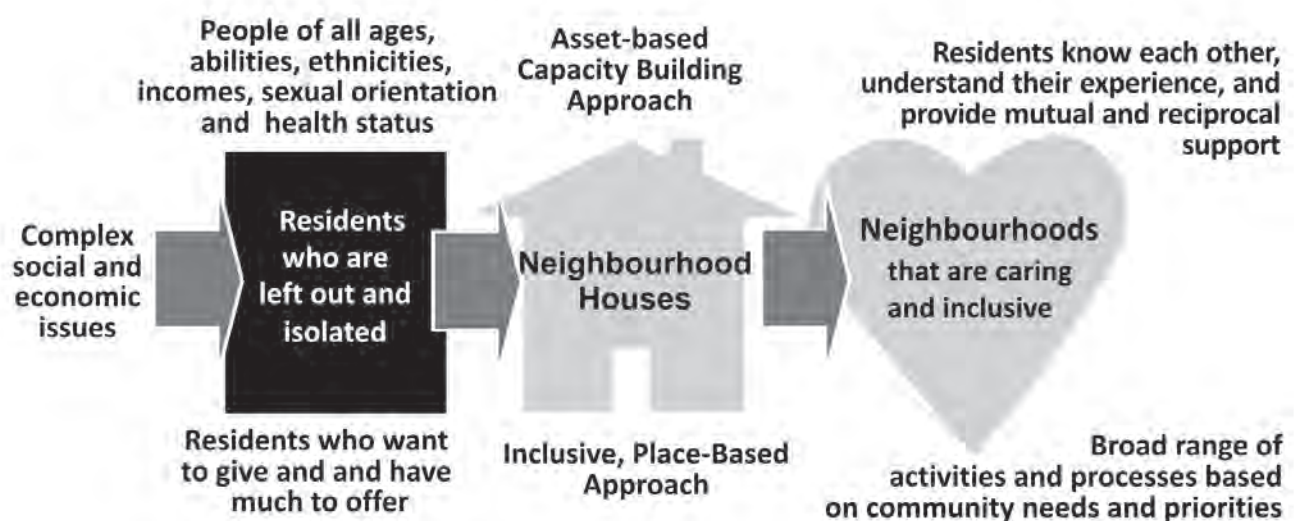 People of all ages,
abilities, ethnicities,
incomes, sexual orientation
and health status
Asset-based
Capacity Building
Approach
Residents know each other,
understand their experience, and
provide mutual and reciprocal
support
Complex
social and
economic
issues
Residents
who are
left out and
isolated
Neighbourhood
Houses
Neighbourhoods
that are caring
and inclusive
Residents who want
to give and and have
much to offer
Inclusive, Place-Based
Approach
Broad range of
activities and processes based
on community needs and priorities